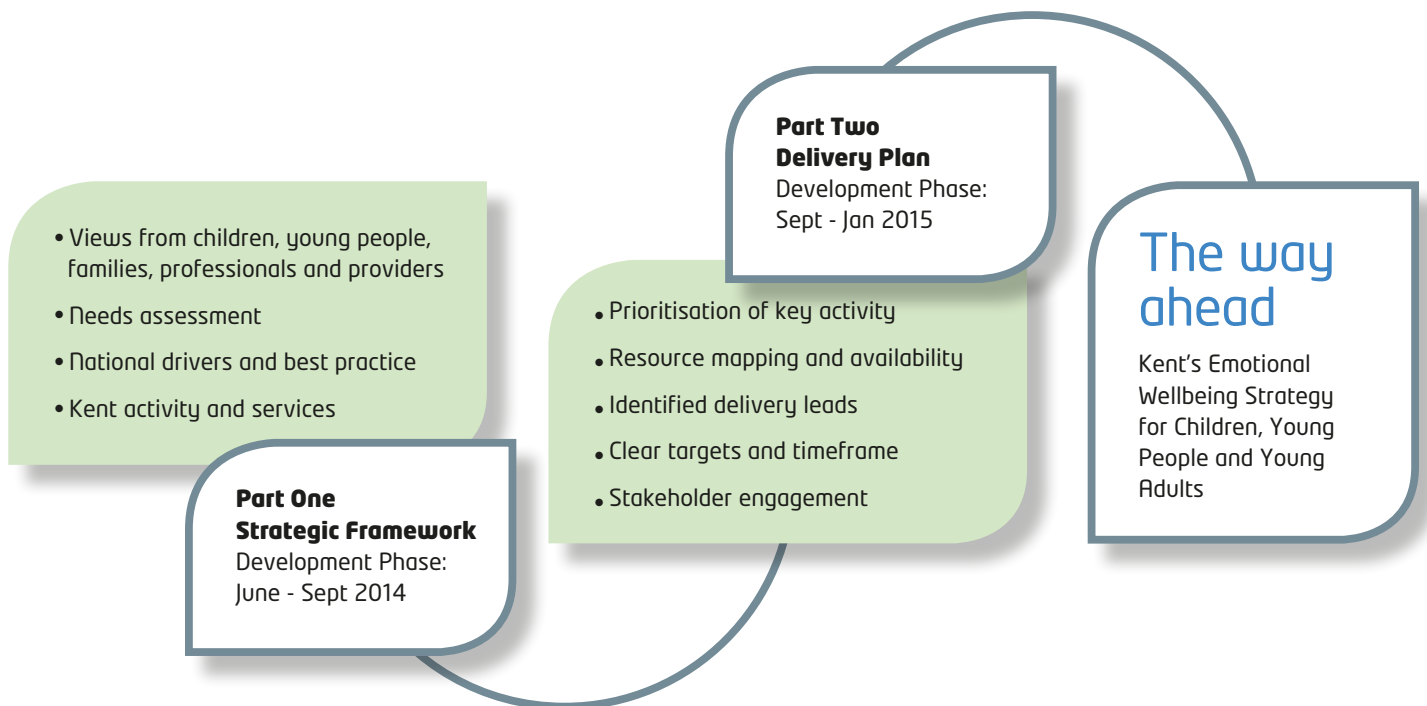 • Views from children, young people,
families, professionals and providers
• Needs assessment
• National drivers and best practice
• Kent activity and services
Part One
Strategic Framework
Development Phase:
June - Sept 2014
Part Two
Delivery Plan
Development Phase:
Sept - Jan 2015
• Prioritisation of key activity
• Resource mapping and availability
• Identified delivery leads
• Clear targets and timeframe
• Stakeholder engagement
The way
ahead
Kent's Emotional
Wellbeing Strategy
for Children, Young
People and Young
Adults